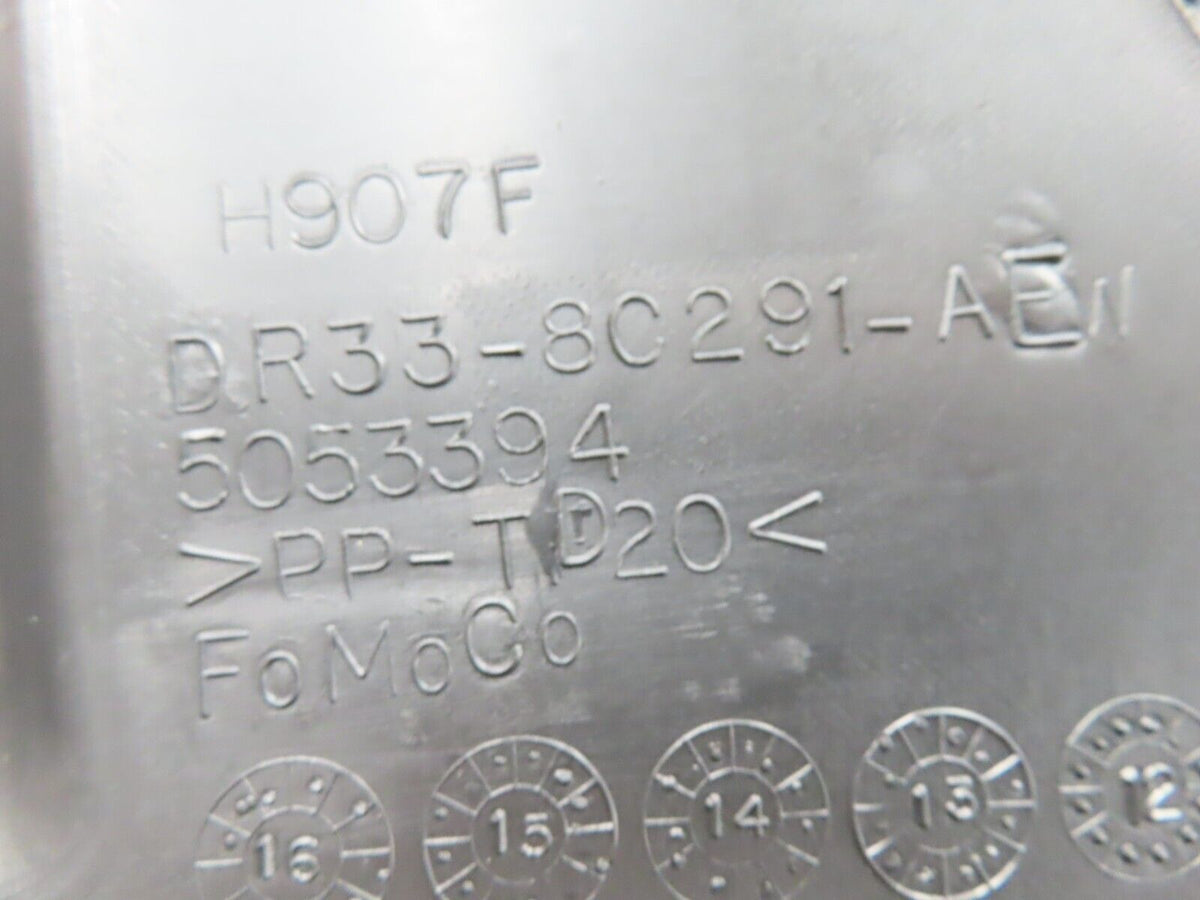 H907F
DR33-8C291-AE
5053394
>PP-TD20<
FoMoCo
16 15 14 13 12